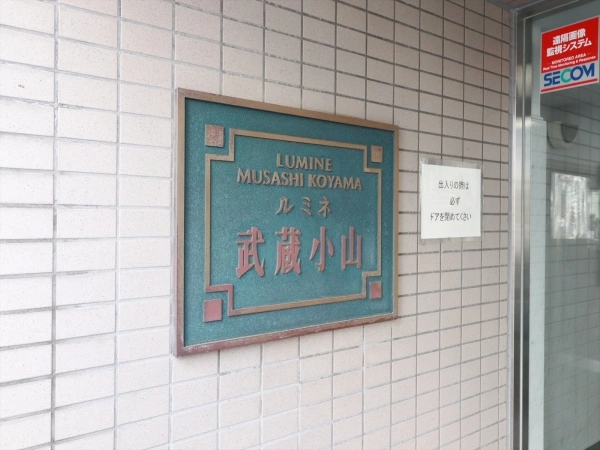 LUMINE
MUSASHI KOYAMA
ルミネ
武蔵小山
出入りの際は
必ず
ドアを閉めてください
遠隔画像
監視システム
MONITORED AREA
SECOM